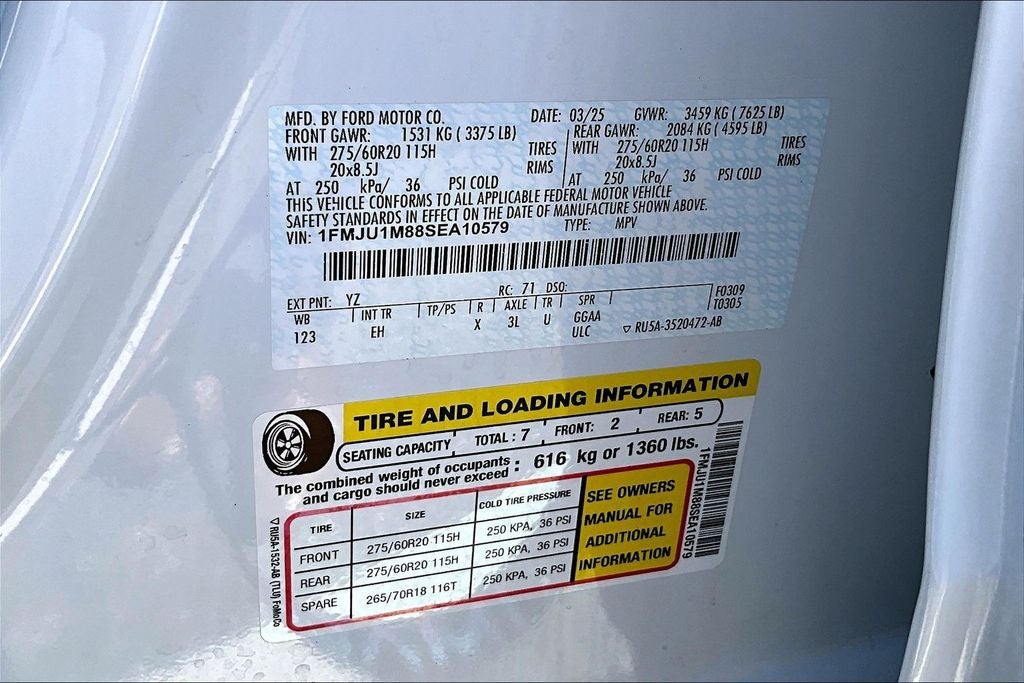 MFD. BY FORD MOTOR CO. DATE: 03/25 GVWR: 3459 KG ( 7625 LB)
FRONT GAWR: 1531 KG ( 3375 LB) REAR GAWR: 2084 KG ( 4595 LB)
WITH 275/60R20 115H TIRES WITH 275/60R20 115H TIRES
20x8.5J RIMS 20x8.5J RIMS
AT 250 kPa/ 36 PSI COLD AT 250 kPa/ 36 PSI COLD
THIS VEHICLE CONFORMS TO ALL APPLICABLE FEDERAL MOTOR VEHICLE
SAFETY STANDARDS IN EFFECT ON THE DATE OF MANUFACTURE SHOWN ABOVE.
VIN: 1FMJU1M88SEA10579 TYPE: MPV
EXT PNT: YZ RC: 71 DSO: F0309
WB INT TR TP/PS R AXLE TR SPR T0305
123 EH X 3L U GGAA
ULC ▽ RU5A-3520472-AB
TIRE AND LOADING INFORMATION
SEATING CAPACITY TOTAL : 7 FRONT: 2 REAR: 5
The combined weight of occupants and cargo should never exceed : 616 kg or 1360 lbs.
TIRE SIZE COLD TIRE PRESSURE
FRONT 275/60R20 115H 250 KPA, 36 PSI
REAR 275/60R20 115H 250 KPA, 36 PSI
SPARE 265/70R18 116T 250 KPA, 36 PSI
SEE OWNERS
MANUAL FOR
ADDITIONAL
INFORMATION
1FMJU1M88SEA10579
▽ RU5A-1532-AB (TLU) FoMoCo